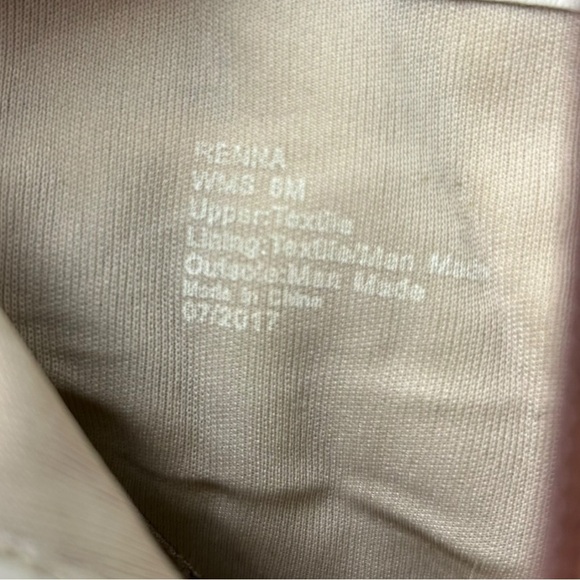 RENNA
WMS 6M
Upper:Textile
Lining:Textile/Man Made
Outsole:Man Made
Made in China
07/2017